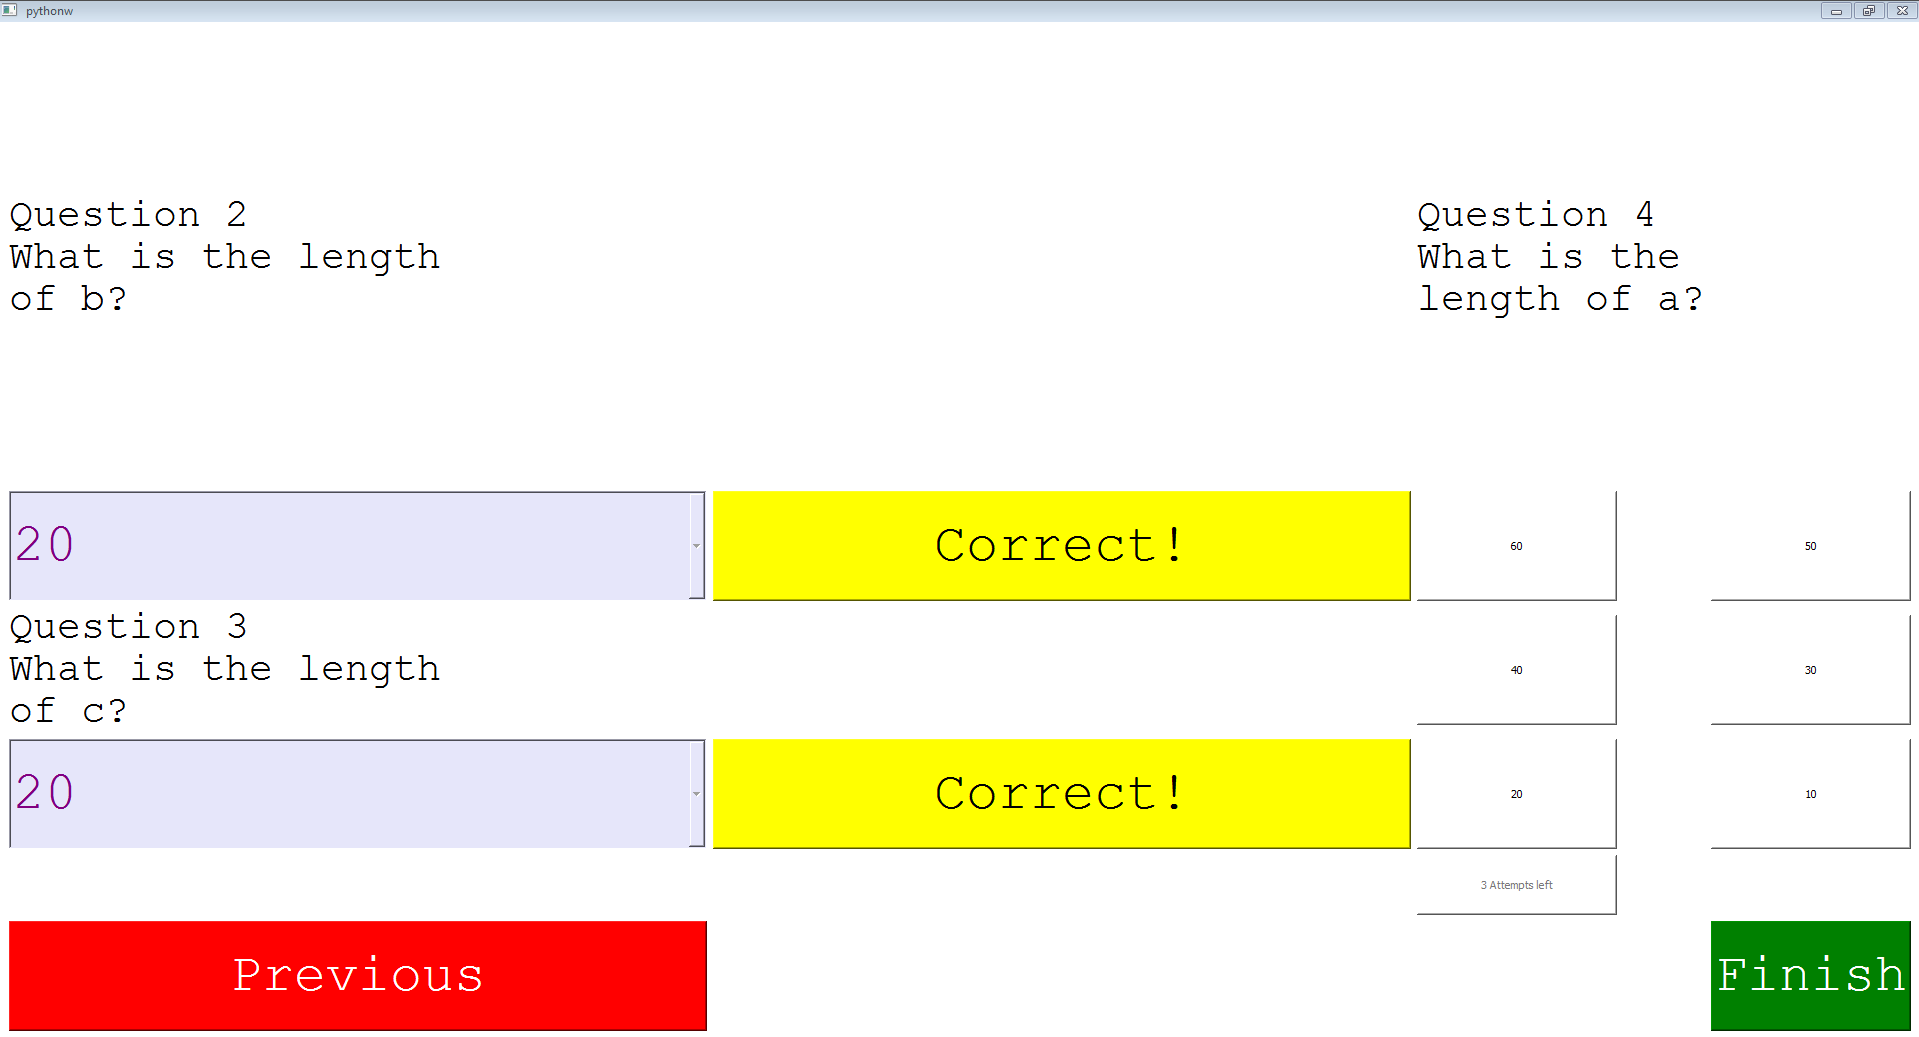 pythonw
Question 2
What is the length
of b?
Question 4
What is the
length of a?
20
Correct!
60
50
Question 3
What is the length
of c?
40
30
20
Correct!
20
10
3 Attempts left
Previous
Finish